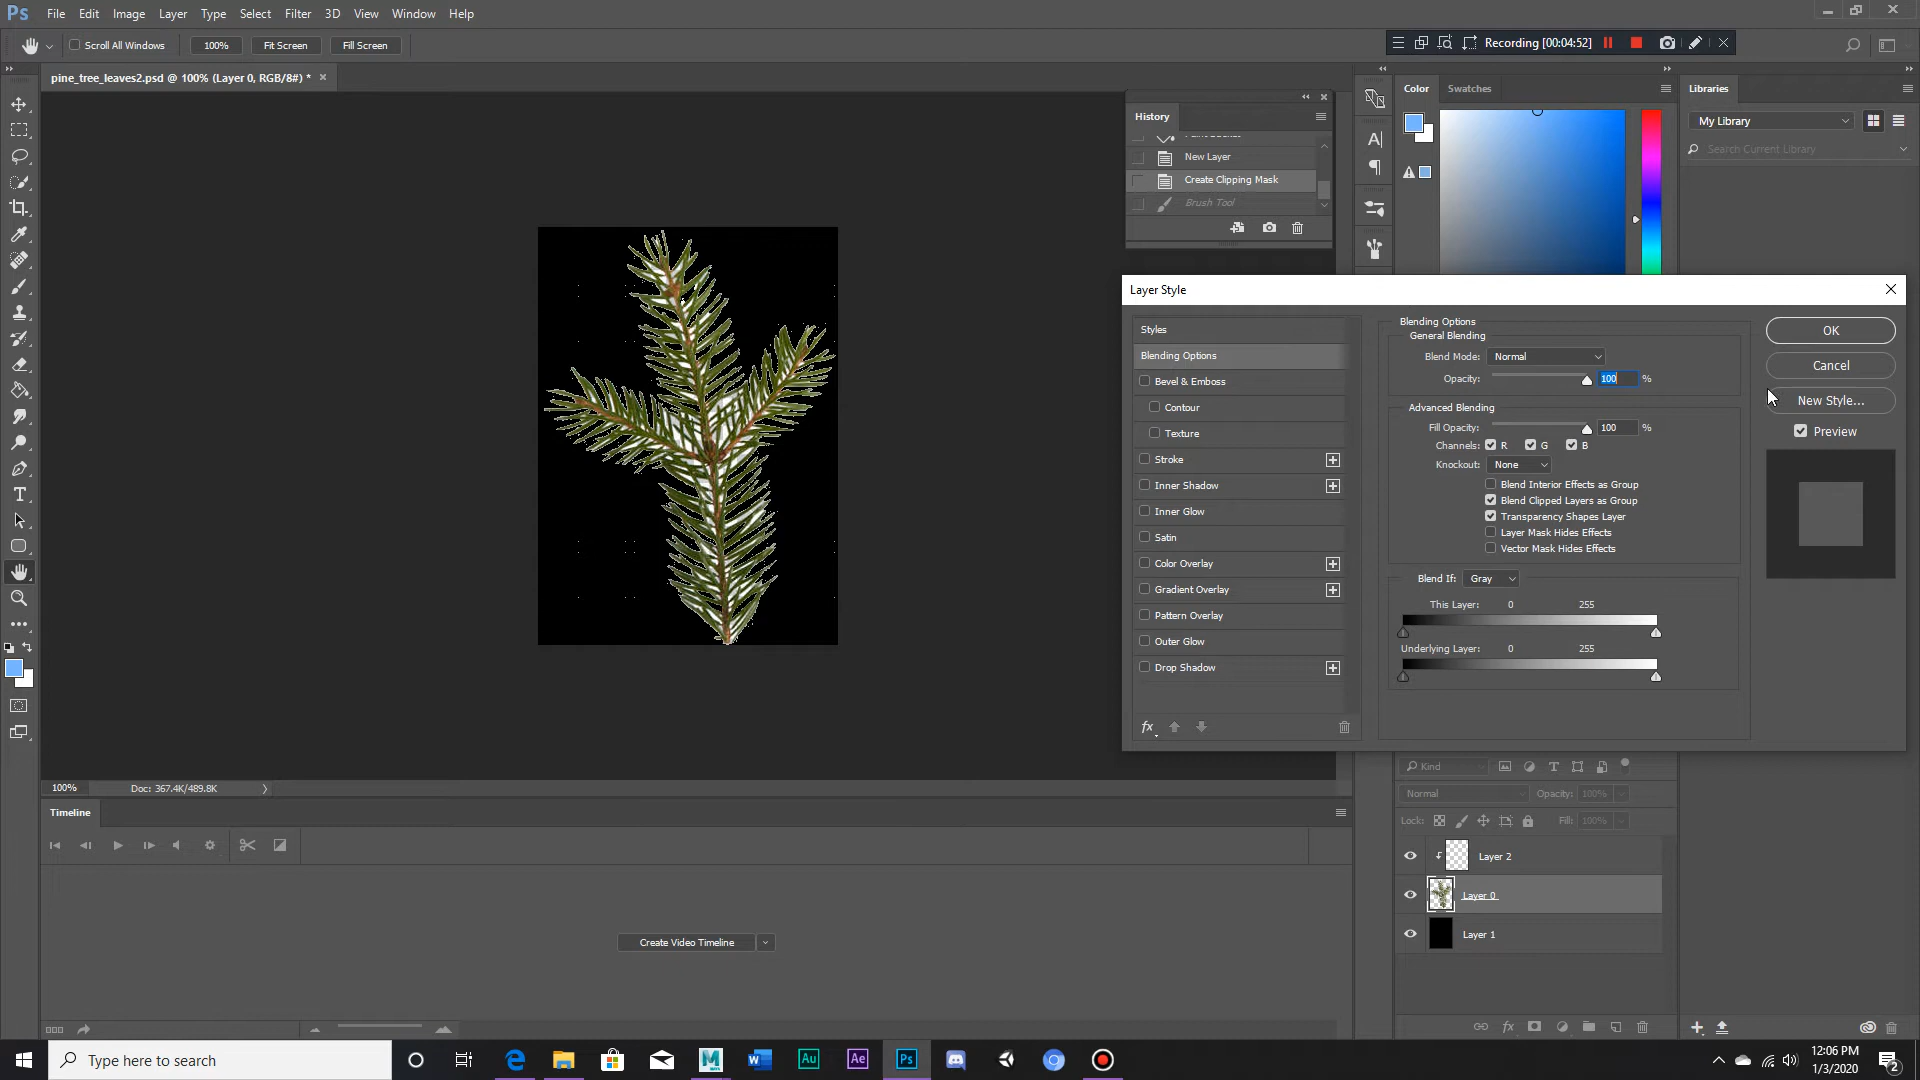 Ps File Edit Image Layer Type Select Filter 3D View Window Help
Scroll All Windows 100% Fit Screen Fill Screen
Recording [00:04:52]
pine_tree_leaves2.psd @ 100% (Layer 0, RGB/8#) * ×
History
New Layer
Create Clipping Mask
Brush Tool
Color Swatches
Libraries
My Library
Search Current Library
Layer Style
Styles
Blending Options
Bevel & Emboss
Contour
Texture
Stroke
Inner Shadow
Inner Glow
Satin
Color Overlay
Gradient Overlay
Pattern Overlay
Outer Glow
Drop Shadow
fx
Blending Options
General Blending
Blend Mode: Normal
Opacity: 100 %
Advanced Blending
Fill Opacity: 100 %
Channels: R G B
Knockout: None
Blend Interior Effects as Group
Blend Clipped Layers as Group
Transparency Shapes Layer
Layer Mask Hides Effects
Vector Mask Hides Effects
Blend If: Gray
This Layer: 0 255
Underlying Layer: 0 255
OK
Cancel
New Style...
Preview
Kind
Normal Opacity: 100%
Lock: Fill: 100%
Layer 2
Layer 0
Layer 1
fx
100% Doc: 367.4K/489.8K
Timeline
Create Video Timeline
Type here to search
Au Ae Ps
12:06 PM
1/3/2020
2